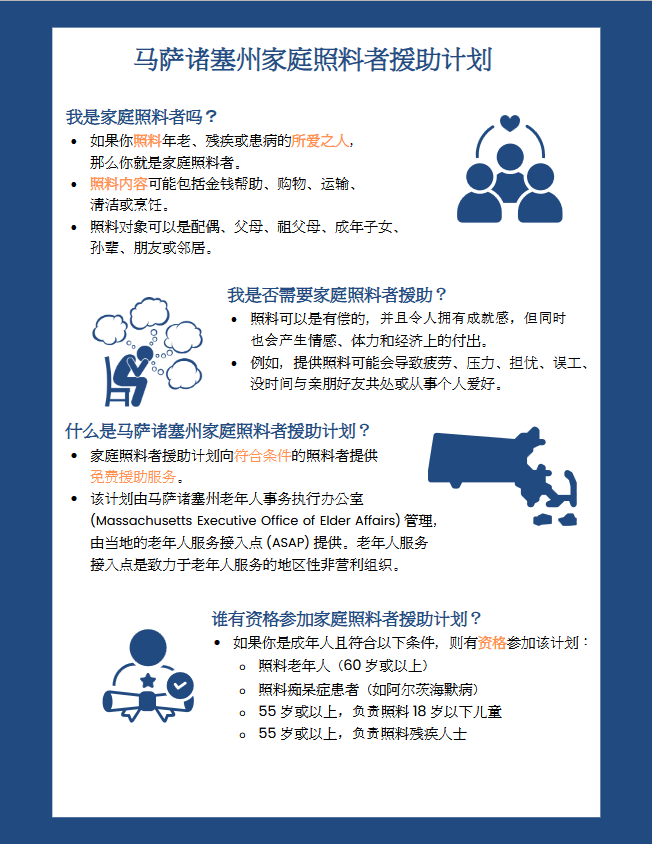 马萨诸塞州家庭照料者援助计划
我是家庭照料者吗？
• 如果你照料年老、残疾或患病的所爱之人，
那么你就是家庭照料者。
• 照料内容可能包括金钱帮助、购物、运输、
清洁或烹饪。
• 照料对象可以是配偶、父母、祖父母、成年子女、
孙辈、朋友或邻居。
我是否需要家庭照料者援助？
• 照料可以是有偿的，并且令人拥有成就感，但同时
也会产生情感、体力和经济上的付出。
• 例如，提供照料可能会导致疲劳、压力、担忧、误工、
没时间与亲朋好友共处或从事个人爱好。
什么是马萨诸塞州家庭照料者援助计划？
• 家庭照料者援助计划向符合条件的照料者提供
免费援助服务。
• 该计划由马萨诸塞州老年人事务执行办公室
(Massachusetts Executive Office of Elder Affairs) 管理，
由当地的老年人服务接入点 (ASAP) 提供。老年人服务
接入点是致力于老年人服务的地区性非营利组织。
谁有资格参加家庭照料者援助计划？
• 如果你是成年人且符合以下条件，则有资格参加该计划：
o 照料老年人（60 岁或以上）
o 照料痴呆症患者（如阿尔茨海默病）
o 55 岁或以上，负责照料 18 岁以下儿童
o 55 岁或以上，负责照料残疾人士